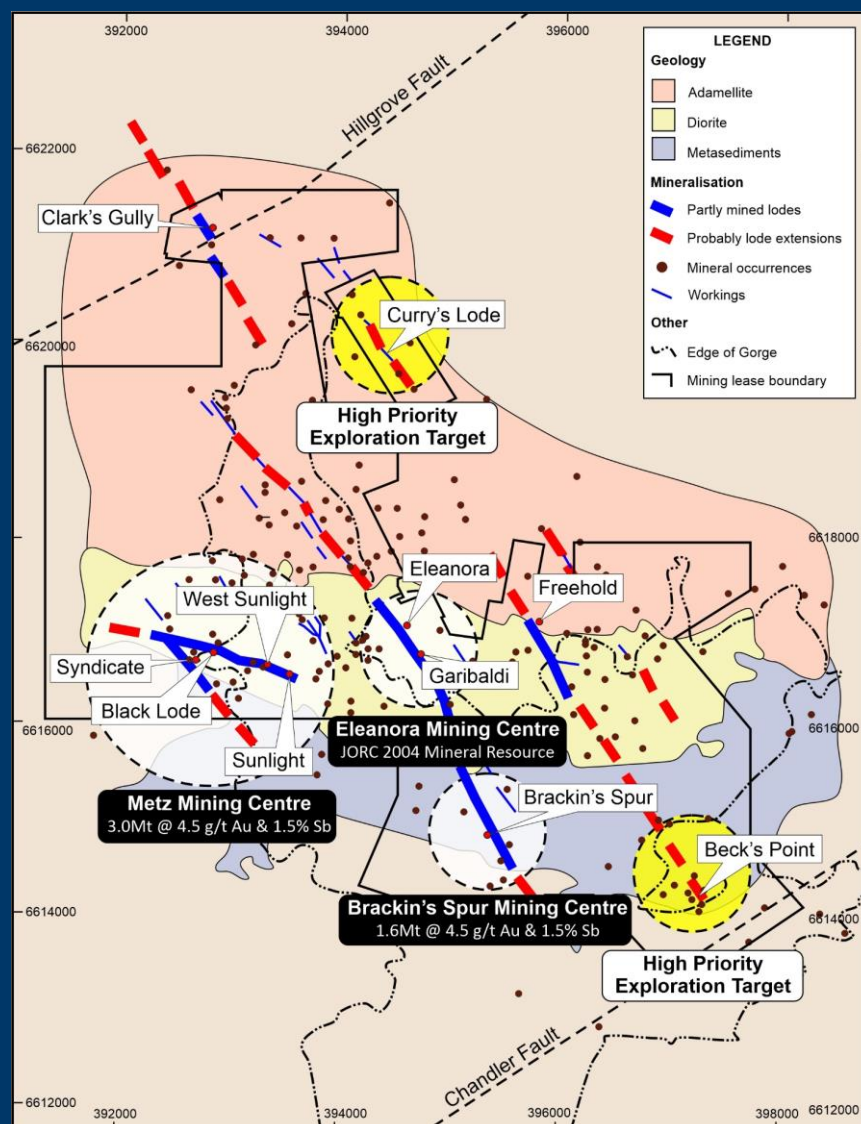 392000
394000
396000
LEGEND
Geology
Adamellite
Diorite
Metasediments
Mineralisation
Partly mined lodes
Probably lode extensions
Mineral occurrences
Workings
Other
Edge of Gorge
Mining lease boundary
Hillgrove Fault
6622000
Clark's Gully
6620000
Curry's Lode
High Priority
Exploration Target
6618000
Eleanora
Freehold
West Sunlight
Syndicate
Black Lode
Garibaldi
Sunlight
6616000
6616000
Eleanora Mining Centre
JORC 2004 Mineral Resource
Metz Mining Centre
3.0Mt @ 4.5 g/t Au & 1.5% Sb
Brackin's Spur
Beck's Point
6614000
6614000
Brackin's Spur Mining Centre
1.6Mt @ 4.5 g/t Au & 1.5% Sb
High Priority
Exploration Target
Chandler Fault
6612000
392000
394000
396000
398000
6612000